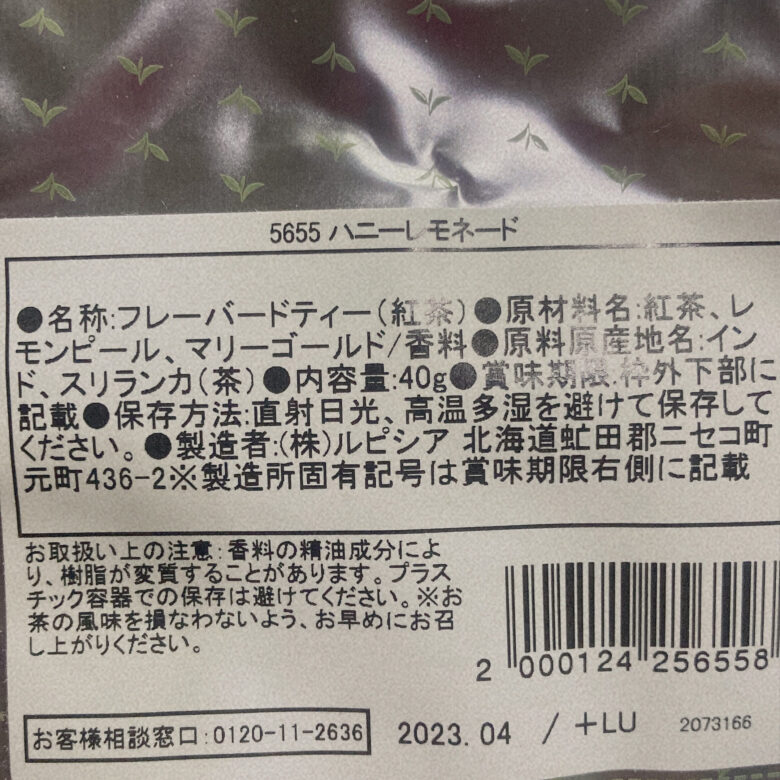 5655 ハニーレモネード
●名称:フレーバードティー(紅茶)●原材料名:紅茶、レ
モンピール、マリーゴールド/香料●原料原産地名:イン
ド、スリランカ(茶)●内容量:40g●賞味期限:枠外下部に
記載●保存方法:直射日光、高温多湿を避けて保存して
ください。●製造者:(株)ルピシア 北海道虻田郡ニセコ町
元町436-2※製造所固有記号は賞味期限右側に記載
お取扱い上の注意:香料の精油成分によ
り、樹脂が変質することがあります。プラス
チック容器での保存は避けてください。※お
茶の風味を損なわないよう、お早めにお召
し上がりください。
2 000124 256558
お客様相談窓口:0120-11-2636
2023.04 / +LU 2073166